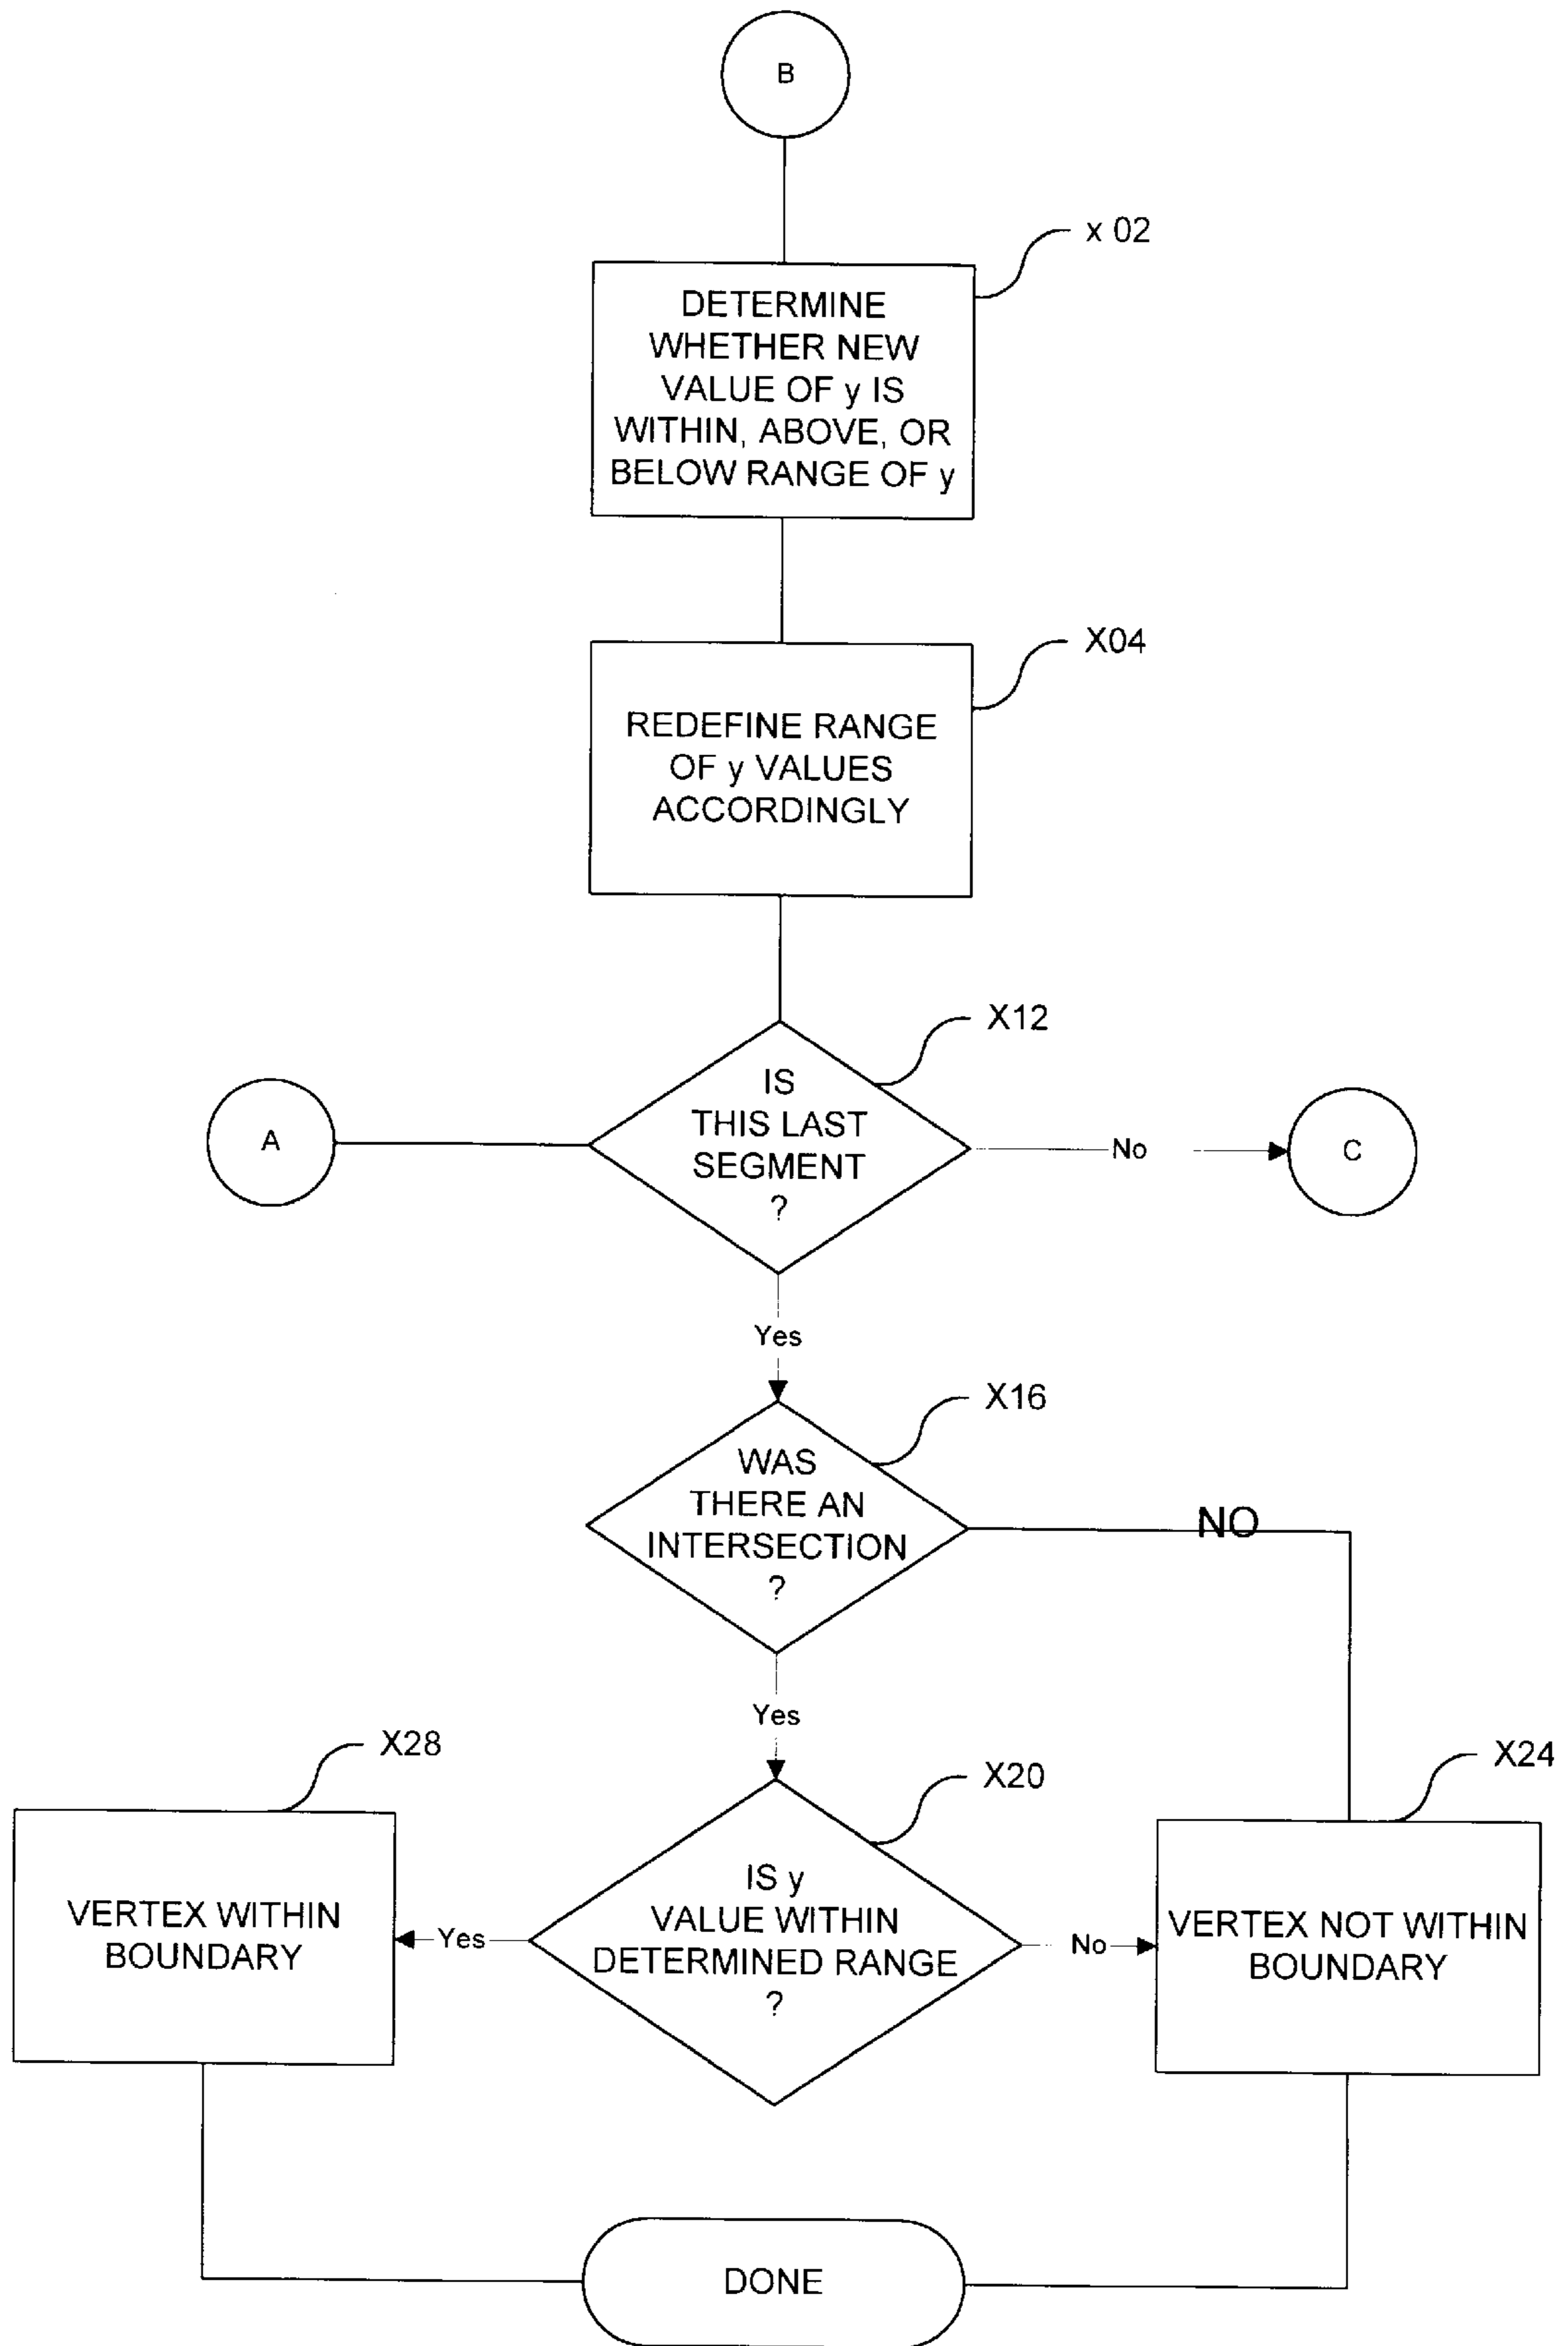 B
x 02
DETERMINE
WHETHER NEW
VALUE OF y IS
WITHIN, ABOVE, OR
BELOW RANGE OF y
X04
REDEFINE RANGE
OF y VALUES
ACCORDINGLY
X12
IS
THIS LAST
SEGMENT
?
A
No
C
Yes
X16
WAS
THERE AN
INTERSECTION
?
NO
Yes
X28
X20
X24
IS y
VALUE WITHIN
DETERMINED RANGE
?
VERTEX WITHIN
BOUNDARY
Yes
No
VERTEX NOT WITHIN
BOUNDARY
DONE